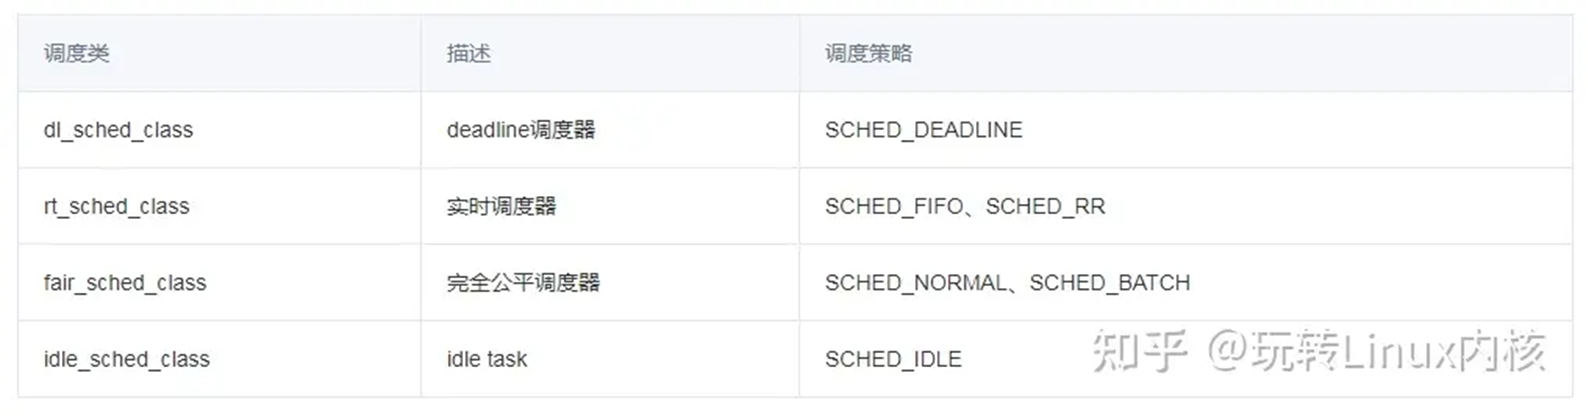 调度类 描述 调度策略
dl_sched_class deadline调度器 SCHED_DEADLINE
rt_sched_class 实时调度器 SCHED_FIFO、SCHED_RR
fair_sched_class 完全公平调度器 SCHED_NORMAL、SCHED_BATCH
idle_sched_class idle task SCHED_IDLE
知乎 @玩转Linux内核